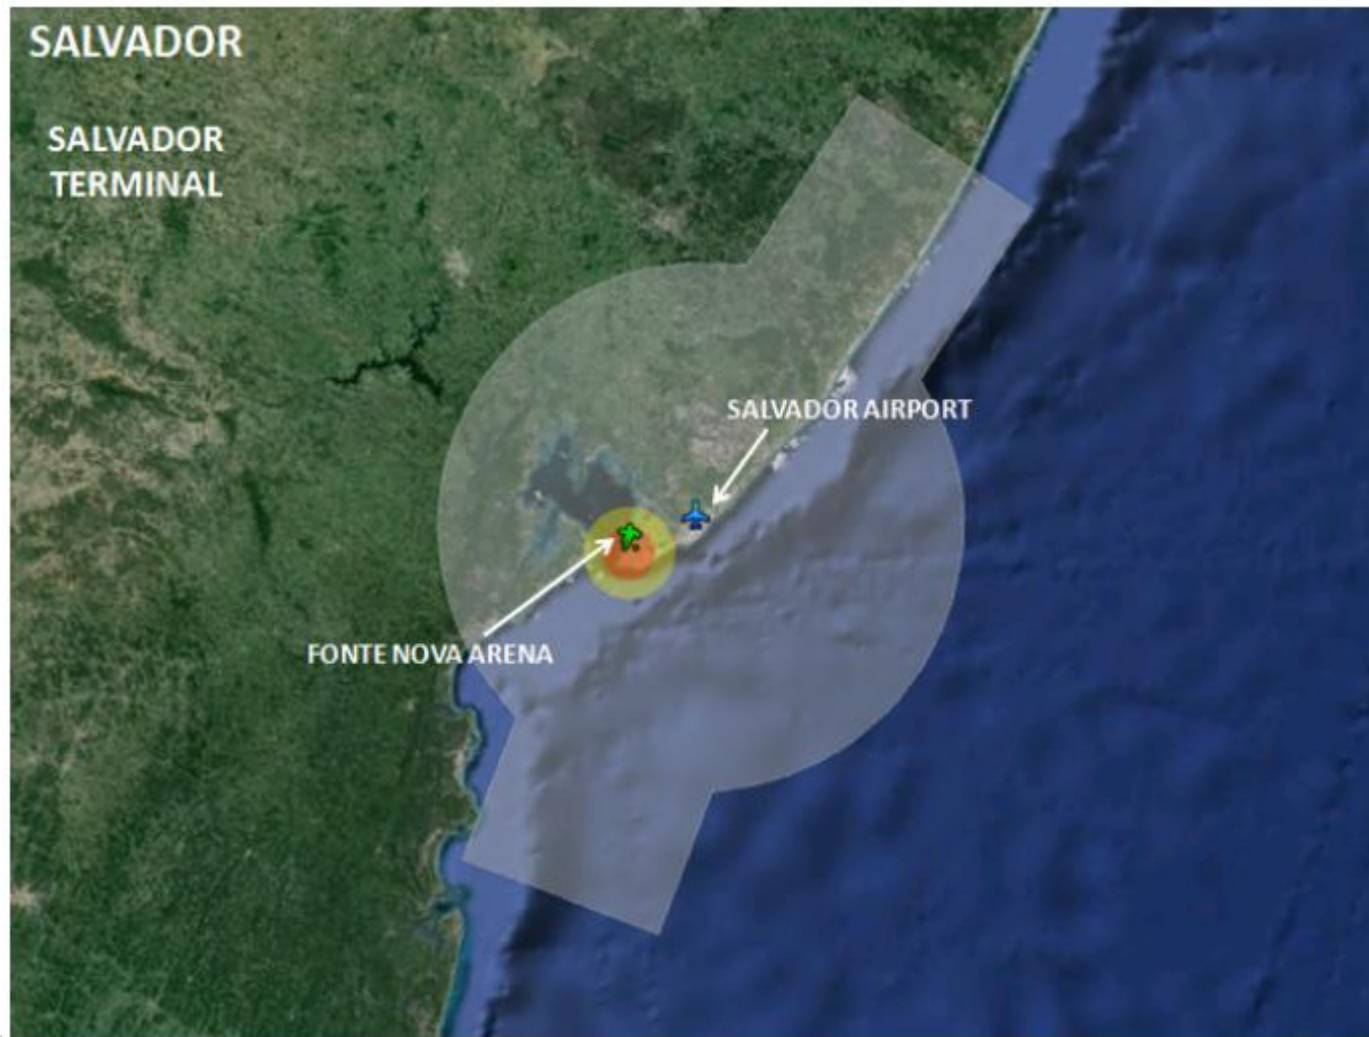 SALVADOR
SALVADOR
TERMINAL
SALVADOR AIRPORT
FONTE NOVA ARENA